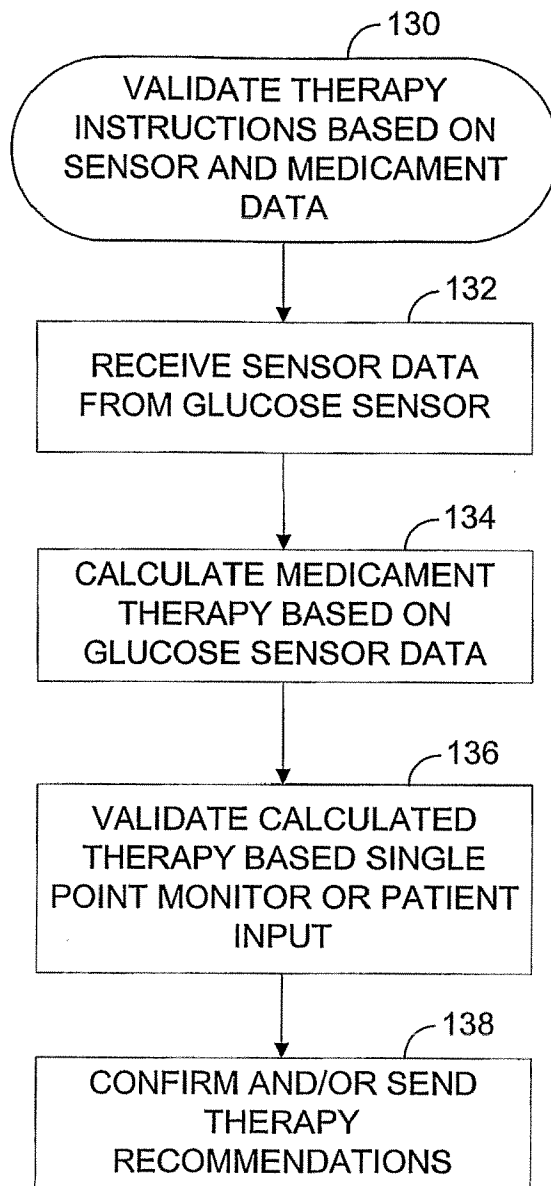 130
VALIDATE THERAPY
INSTRUCTIONS BASED ON
SENSOR AND MEDICAMENT
DATA
132
RECEIVE SENSOR DATA
FROM GLUCOSE SENSOR
134
CALCULATE MEDICAMENT
THERAPY BASED ON
GLUCOSE SENSOR DATA
136
VALIDATE CALCULATED
THERAPY BASED SINGLE
POINT MONITOR OR PATIENT
INPUT
138
CONFIRM AND/OR SEND
THERAPY
RECOMMENDATIONS